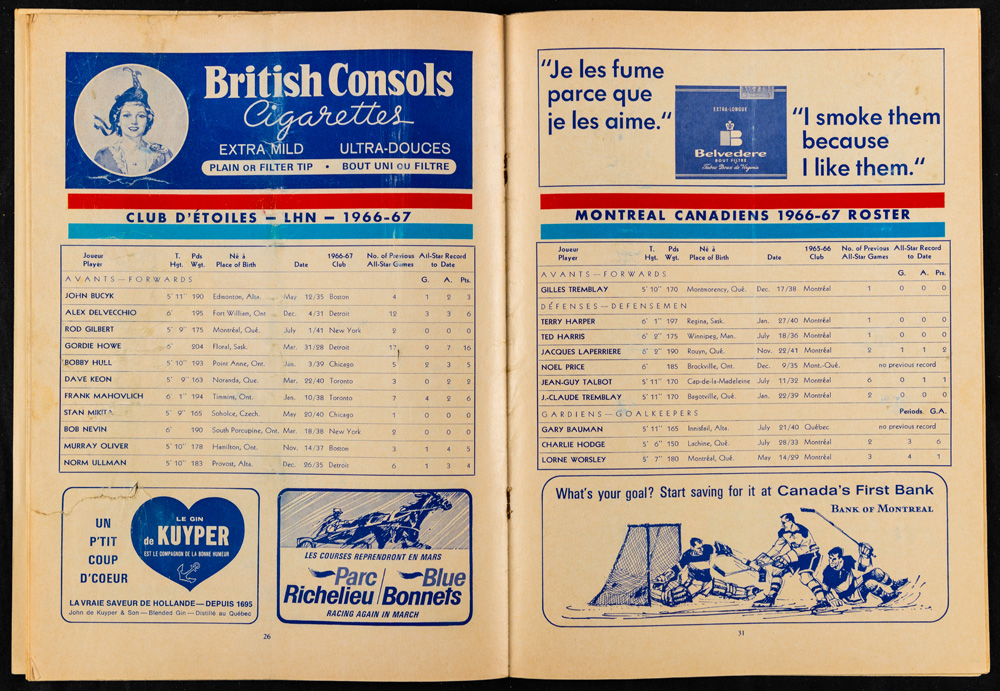 British Consols
Cigarettes
EXTRA MILD ULTRA-DOUCES
PLAIN OR FILTER TIP • BOUT UNI OU FILTRE
CLUB D'ÉTOILES — LHN — 1966-67
Joueur T. Pds Né à 1966-67 No. of Previous All-Star Record
Player Hgt. Wgt. Place of Birth Date Club All-Star Games to Date
AVANTS—FORWARDS G. A. Pts.
JOHN BUCYK 5' 11" 190 Edmonton, Alta. May 12/35 Boston 4 1 2 3
ALEX DELVECCHIO 6' 195 Fort William, Ont. Dec. 4/31 Detroit 12 3 3 6
ROD GILBERT 5' 9" 175 Montréal, Qué. July 1/41 New York 2 0 0 0
GORDIE HOWE 6' 204 Floral, Sask. Mar. 31/28 Detroit 17 9 7 16
BOBBY HULL 5' 10" 193 Point Anne, Ont. Jan. 3/39 Chicago 5 2 3 5
DAVE KEON 5' 9" 163 Noranda, Que. Mar. 22/40 Toronto 3 0 2 2
FRANK MAHOVLICH 6' 1" 194 Timmins, Ont. Jan. 10/38 Toronto 7 4 2 6
STAN MIKITA 5' 9" 165 Soholce, Czech. May 20/40 Chicago 1 0 0 0
BOB NEVIN 6' 190 South Porcupine, Ont. Mar. 18/38 New York 2 0 0 0
MURRAY OLIVER 5' 10" 178 Hamilton, Ont. Nov. 14/37 Boston 3 1 4 5
NORM ULLMAN 5' 10" 183 Provost, Alta. Dec. 26/35 Detroit 6 1 3 4
UN
P'TIT
COUP
D'COEUR
LE GIN
de KUYPER
EST LE COMPAGNON DE LA BONNE HUMEUR
LA VRAIE SAVEUR DE HOLLANDE—DEPUIS 1695
John de Kuyper & Son—Blended Gin—Distillé au Québec
LES COURSES REPRENDRONT EN MARS
Parc Richelieu / Blue Bonnets
RACING AGAIN IN MARCH
26
"Je les fume
parce que
je les aime."
EXTRA-LONGUE
B
Belvedere
BOUT FILTRE
"I smoke them
because
I like them."
MONTREAL CANADIENS 1966-67 ROSTER
Joueur T. Pds Né à 1965-66 No. of Previous All-Star Record
Player Hgt. Wgt. Place of Birth Date Club All-Star Games to Date
AVANTS—FORWARDS G. A. Pts.
GILLES TREMBLAY 5' 10" 170 Montmorency, Qué. Dec. 17/38 Montréal 1 0 0 0
DÉFENSES—DEFENSEMEN
TERRY HARPER 6' 1" 197 Regina, Sask. Jan. 27/40 Montréal 1 0 0 0
TED HARRIS 6' 2" 175 Winnipeg, Man. July 18/36 Montréal 1 0 0 0
JACQUES LAPERRIERE 6' 2" 190 Rouyn, Qué. Nov. 22/41 Montréal 2 1 1 2
NOEL PRICE 6' 185 Brockville, Ont. Dec. 9/35 Mont.-Qué. no previous record
JEAN-GUY TALBOT 5' 11" 170 Cap-de-la-Madeleine July 11/32 Montréal 6 0 1 1
J.-CLAUDE TREMBLAY 5' 11" 170 Bagotville, Qué. Jan. 22/39 Montréal 2 0 0 0
GARDIENS—GOALKEEPERS Periods G.A.
GARY BAUMAN 5' 11" 165 Innisfail, Alta. July 21/40 Québec no previous record
CHARLIE HODGE 5' 6" 150 Lachine, Qué. July 28/33 Montréal 2 3 6
LORNE WORSLEY 5' 7" 180 Montréal, Qué. May 14/29 Montréal 3 4 1
What's your goal? Start saving for it at Canada's First Bank
BANK OF MONTREAL
31